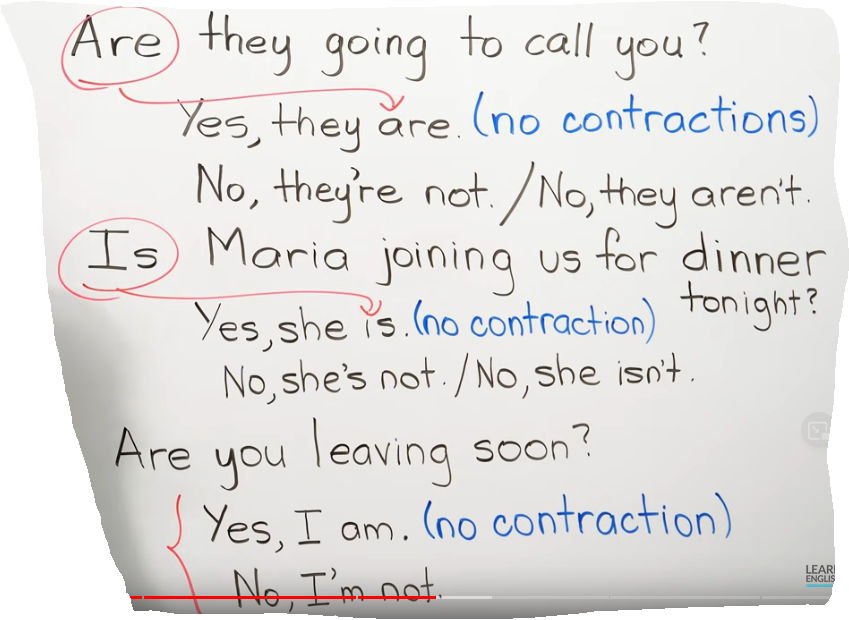 Are they going to call you?
Yes, they are. (no contractions)
No, they're not. / No, they aren't.
Is Maria joining us for dinner
tonight?
Yes, she is. (no contraction)
No, she's not. / No, she isn't.
Are you leaving soon?
Yes, I am. (no contraction)
No, I'm not.